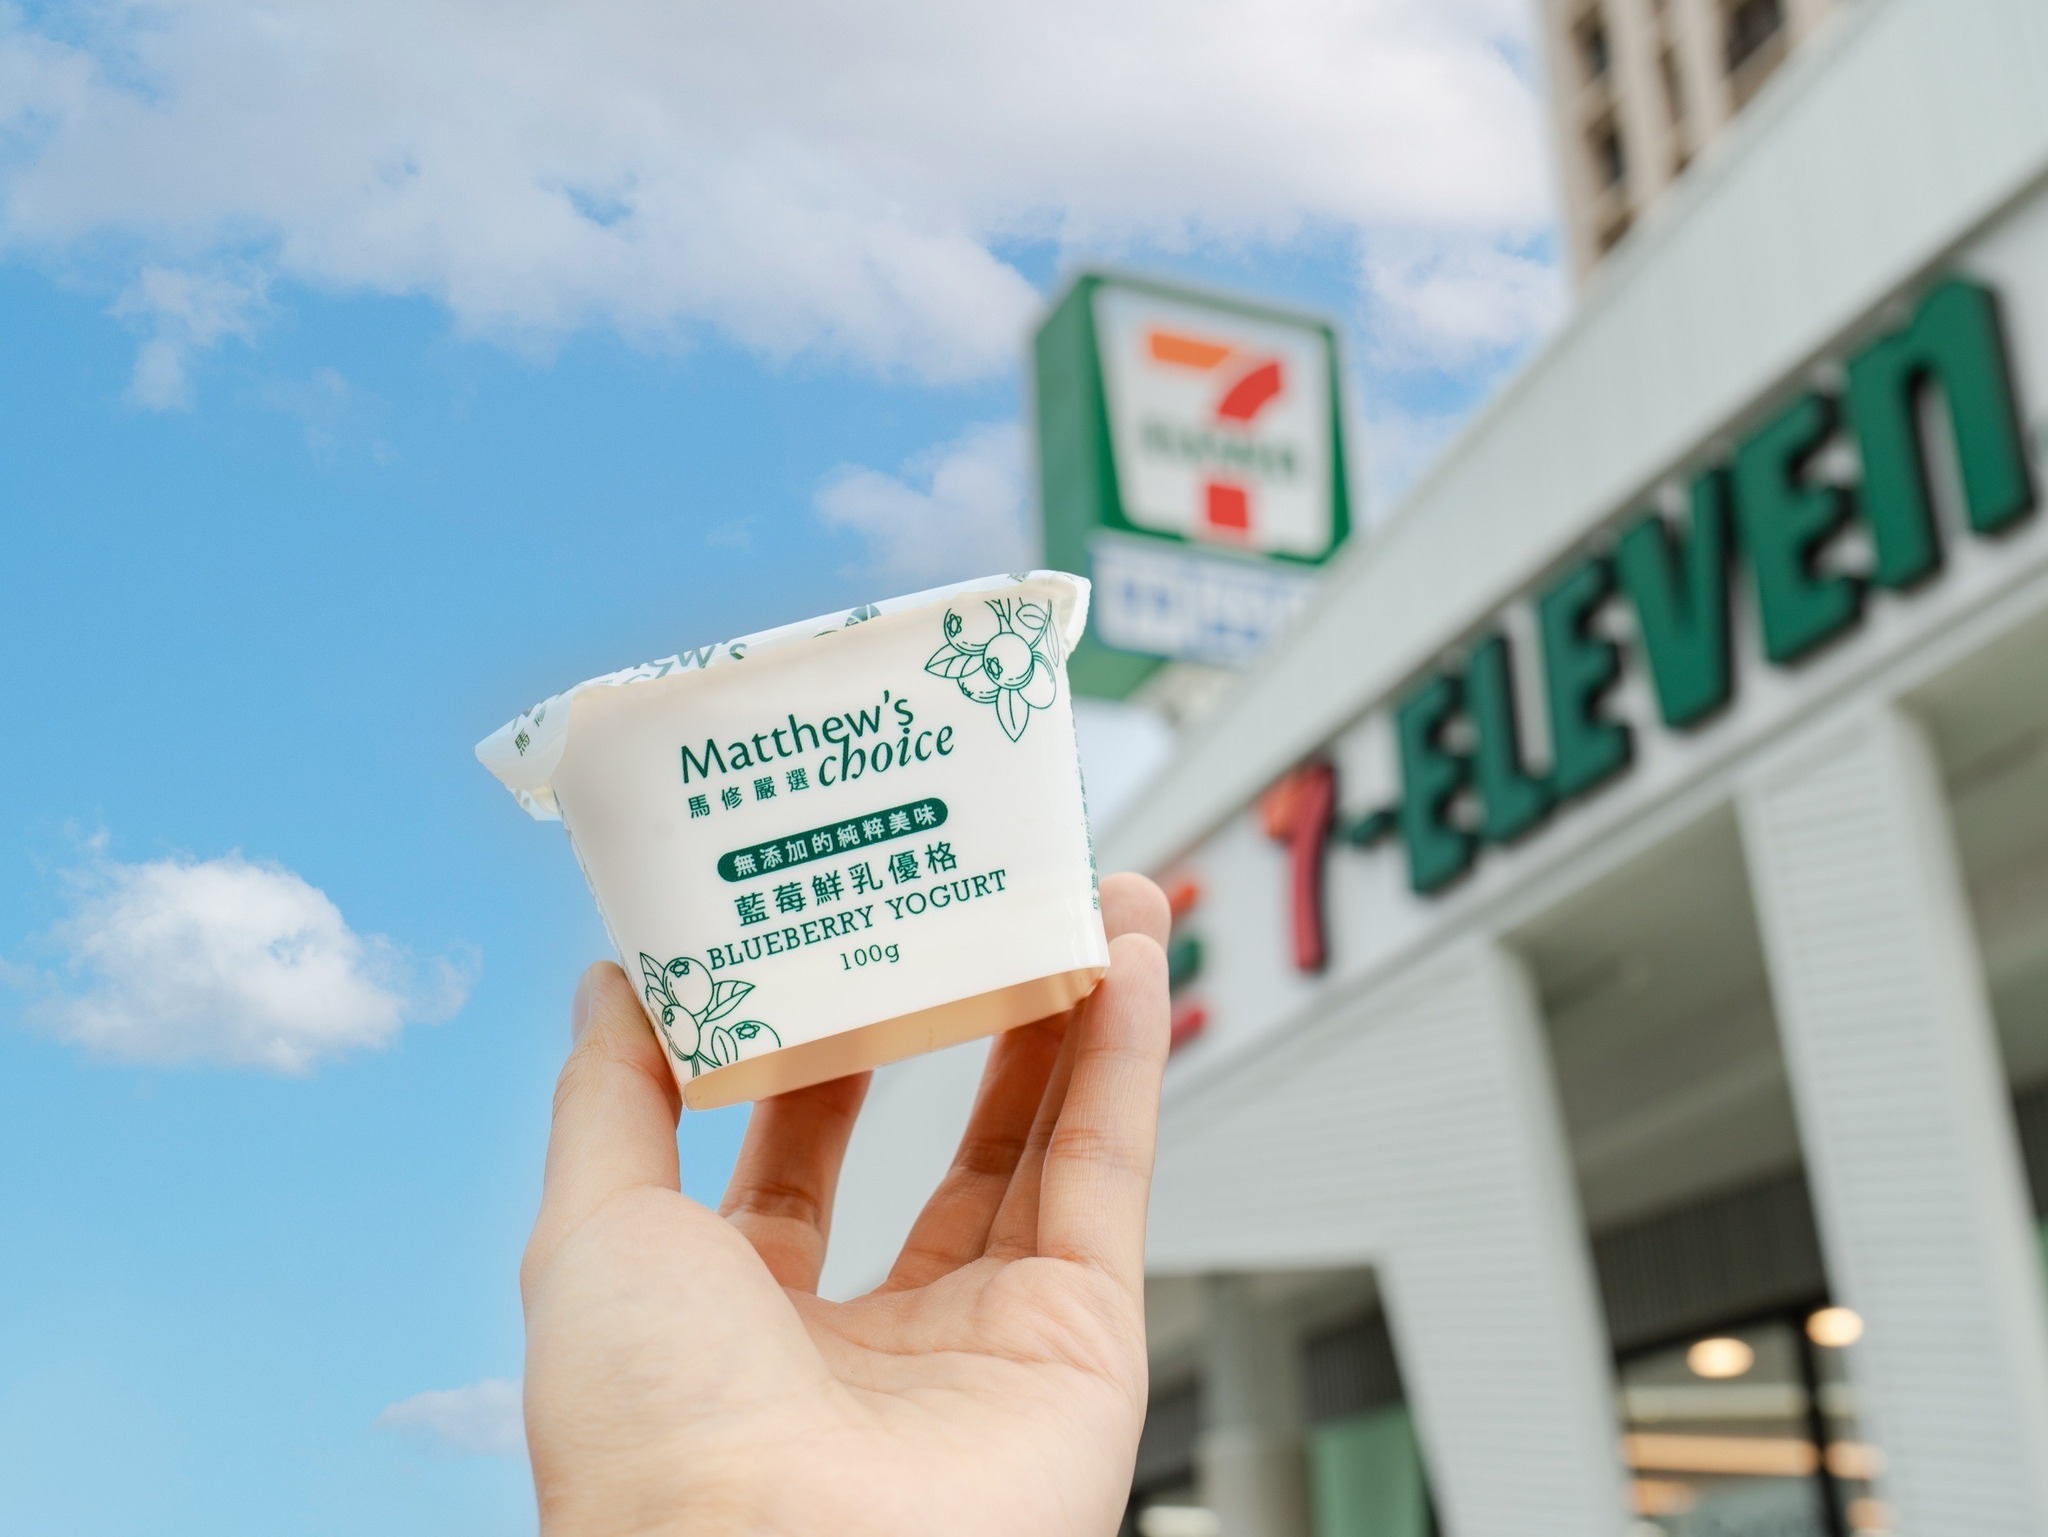 Matthew's
choice
馬修嚴選
無添加的純粹美味
藍莓鮮乳優格
BLUEBERRY YOGURT
100g
7-ELEVEn